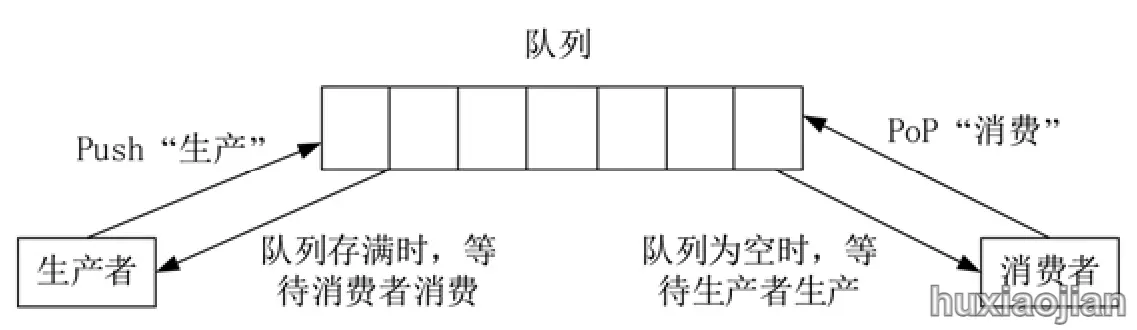 队列
Push “生产”
PoP “消费”
生产者
队列存满时，等
待消费者消费
队列为空时，等
待生产者生产
消费者
huxiaojian